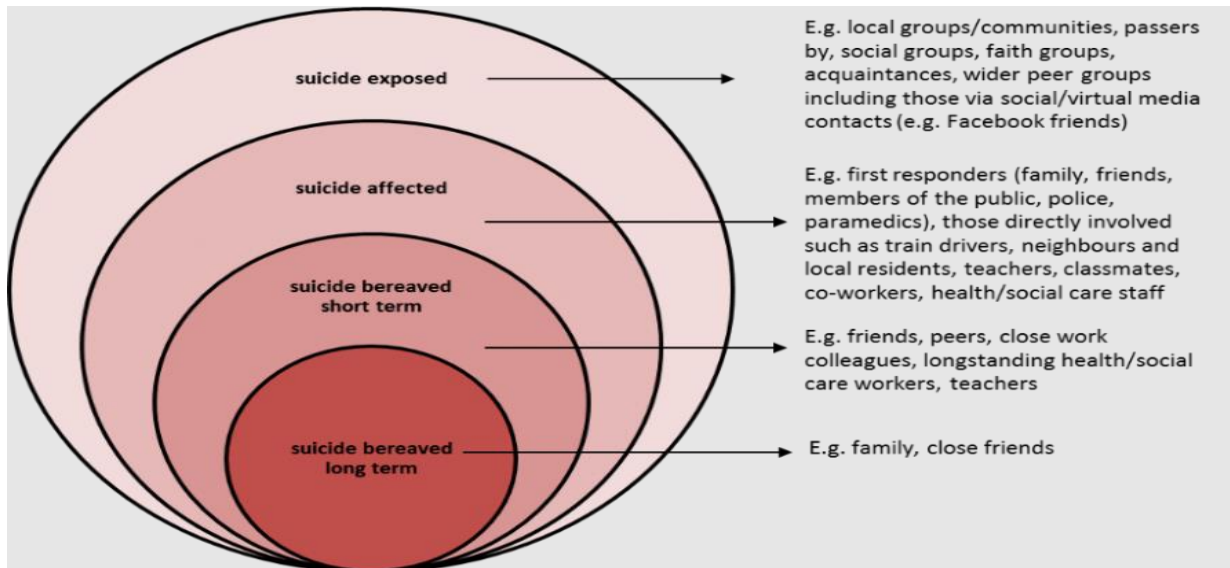 suicide exposed
E.g. local groups/communities, passers
by, social groups, faith groups,
acquaintances, wider peer groups
including those via social/virtual media
contacts (e.g. Facebook friends)
suicide affected
E.g. first responders (family, friends,
members of the public, police,
paramedics), those directly involved
such as train drivers, neighbours and
local residents, teachers, classmates,
co-workers, health/social care staff
suicide bereaved
short term
E.g. friends, peers, close work
colleagues, longstanding health/social
care workers, teachers
suicide bereaved
long term
E.g. family, close friends